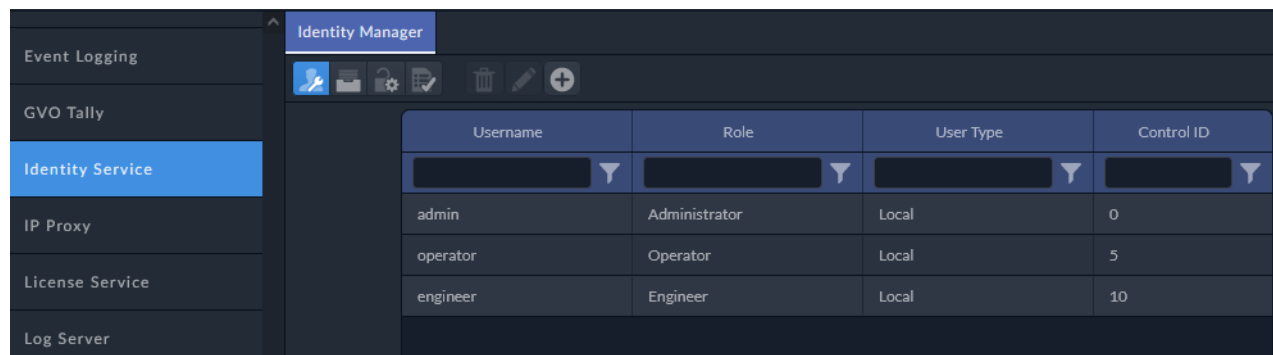 Identity Manager
Event Logging
GVO Tally
Identity Service
IP Proxy
License Service
Log Server
Username Role User Type Control ID
admin Administrator Local 0
operator Operator Local 5
engineer Engineer Local 10